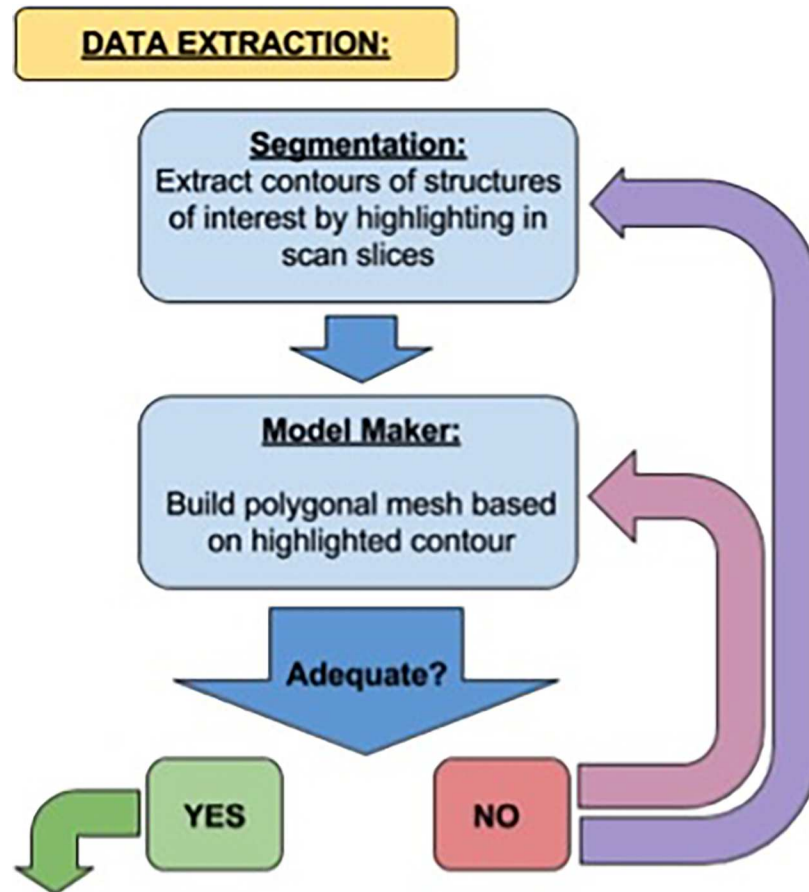 DATA EXTRACTION:
Segmentation:
Extract contours of structures
of interest by highlighting in
scan slices
Model Maker:
Build polygonal mesh based
on highlighted contour
Adequate?
YES
NO